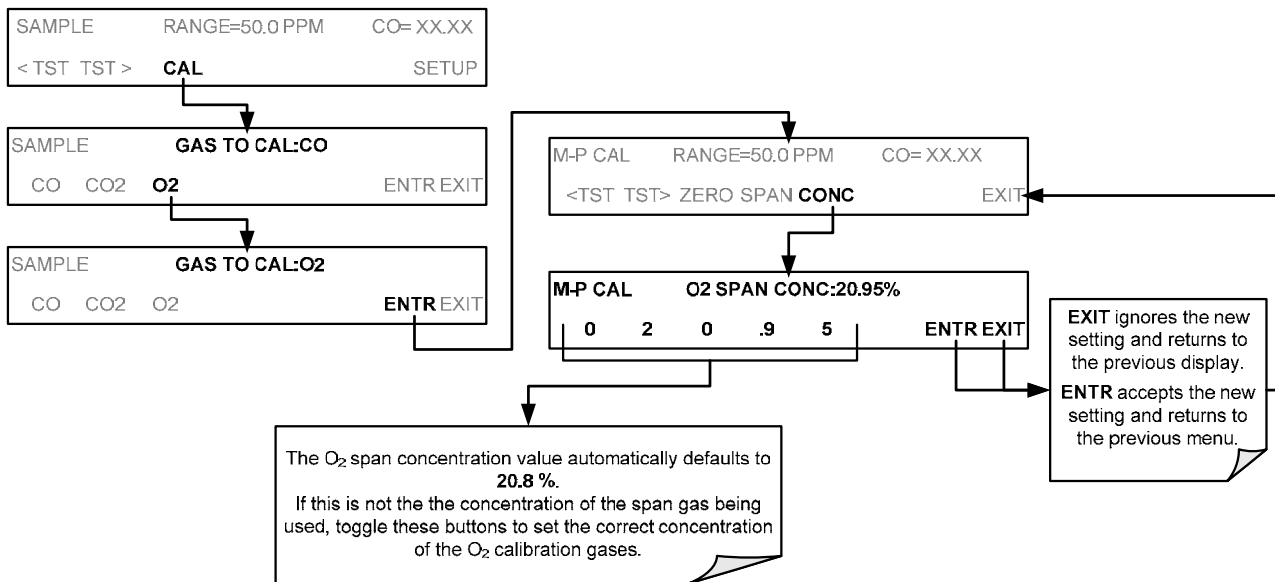 SAMPLE RANGE=50.0 PPM CO= XX.XX
< TST TST > CAL SETUP
SAMPLE GAS TO CAL:CO
CO CO2 O2 ENTR EXIT
SAMPLE GAS TO CAL:O2
CO CO2 O2 ENTR EXIT
M-P CAL RANGE=50.0 PPM CO= XX.XX
<TST TST> ZERO SPAN CONC EXIT
M-P CAL O2 SPAN CONC:20.95%
0 2 0 .9 5 ENTR EXIT
EXIT ignores the new
setting and returns to
the previous display.
ENTR accepts the new
setting and returns to
the previous menu.
The O₂ span concentration value automatically defaults to
20.8 %.
If this is not the the concentration of the span gas being
used, toggle these buttons to set the correct concentration
of the O₂ calibration gases.